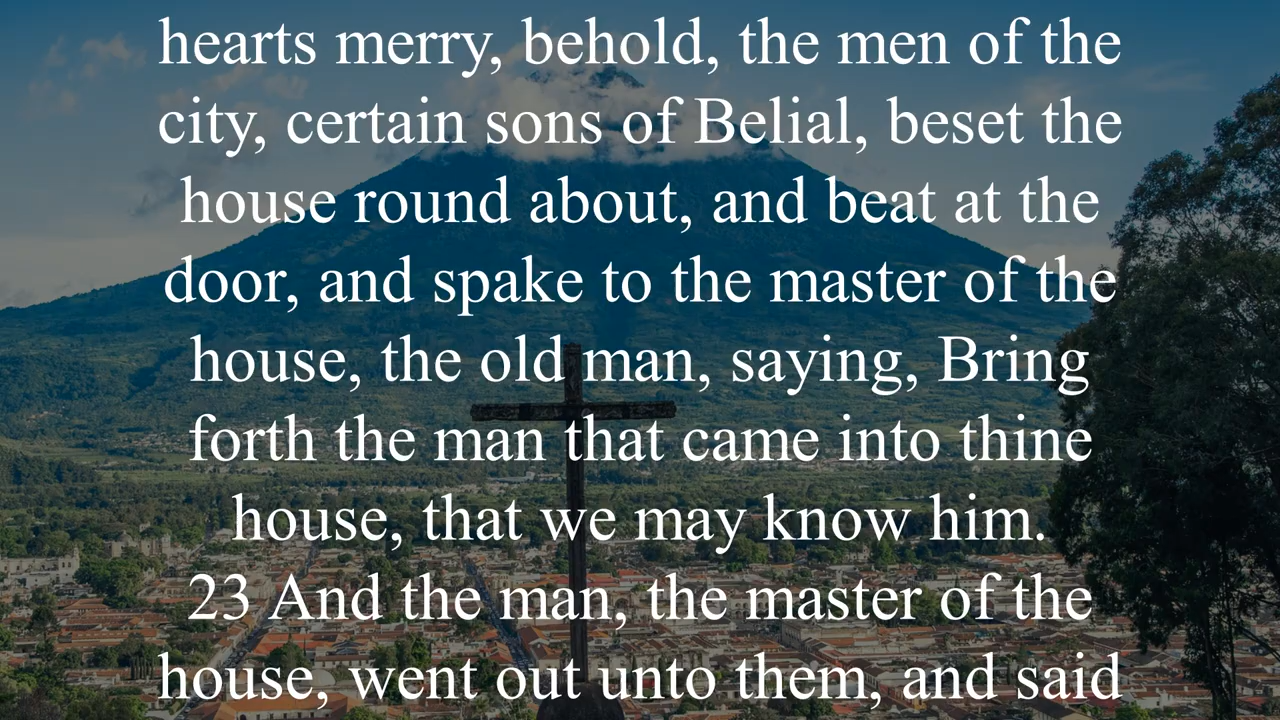 hearts merry, behold, the men of the
city, certain sons of Belial, beset the
house round about, and beat at the
door, and spake to the master of the
house, the old man, saying, Bring
forth the man that came into thine
house, that we may know him.
23 And the man, the master of the
house, went out unto them, and said